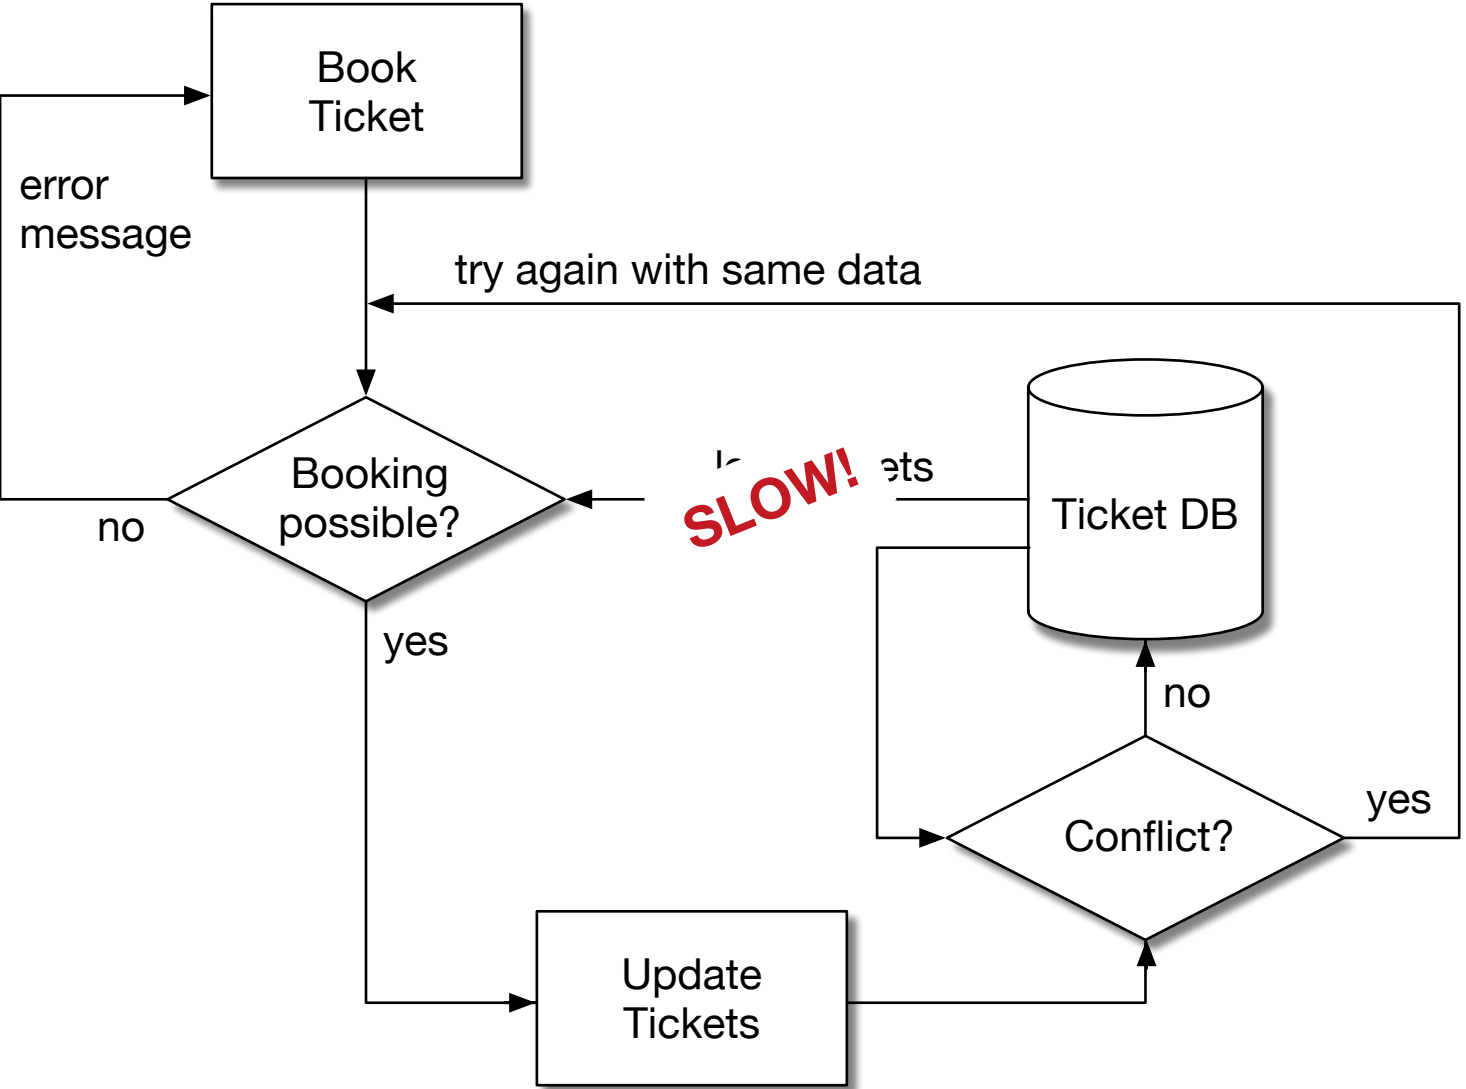 Book
Ticket
error
message
try again with same data
Booking
possible?
SLOW!
Ticket DB
no
yes
no
yes
Conflict?
Update
Tickets